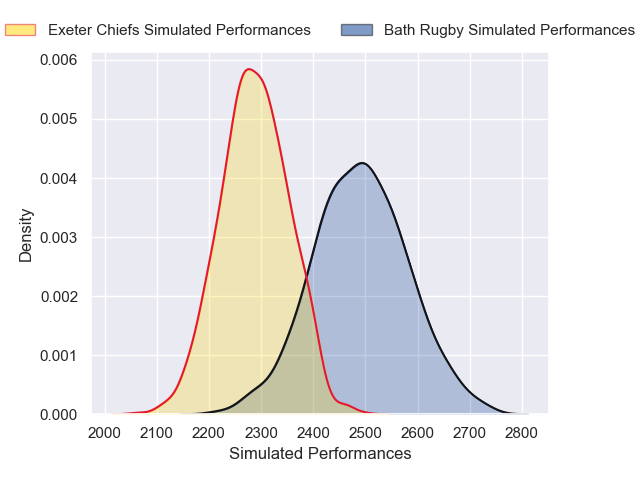 Exeter Chiefs Simulated Performances Bath Rugby Simulated Performances
0.006
0.005
0.004
0.003
0.002
0.001
0.000
Density
2000 2100 2200 2300 2400 2500 2600 2700 2800
Simulated Performances